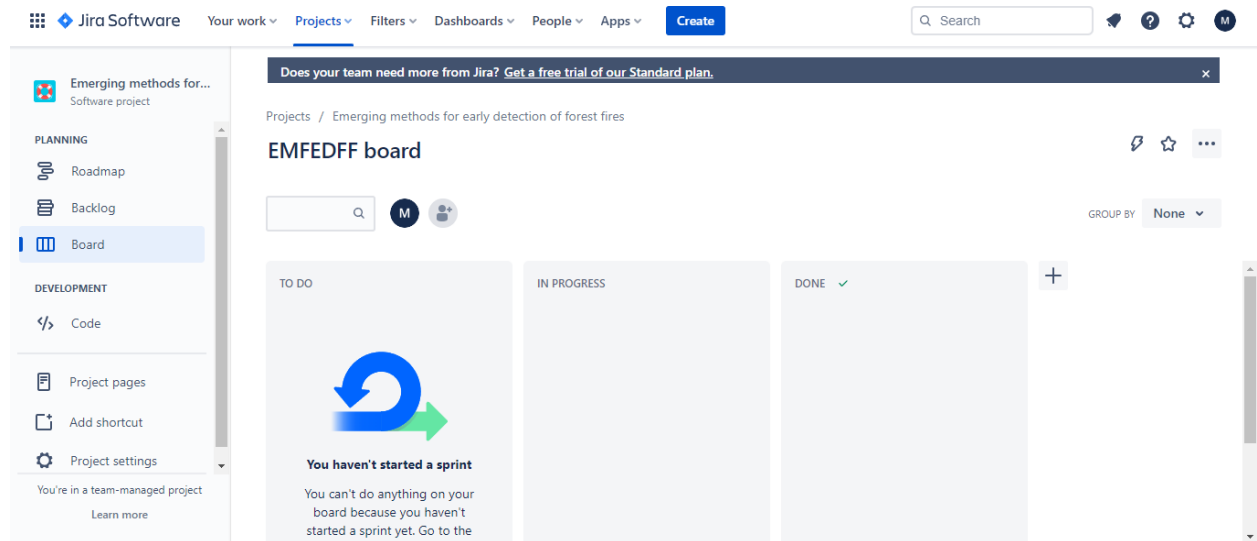 Jira Software Your work Projects Filters Dashboards People Apps Create Search M
Emerging methods for...
Software project
PLANNING
Roadmap
Backlog
Board
DEVELOPMENT
Code
Project pages
Add shortcut
Project settings
You're in a team-managed project
Learn more
Does your team need more from Jira? Get a free trial of our Standard plan.
Projects / Emerging methods for early detection of forest fires
EMFEDFF board
M GROUP BY None
TO DO IN PROGRESS DONE
You haven't started a sprint
You can't do anything on your
board because you haven't
started a sprint yet. Go to the